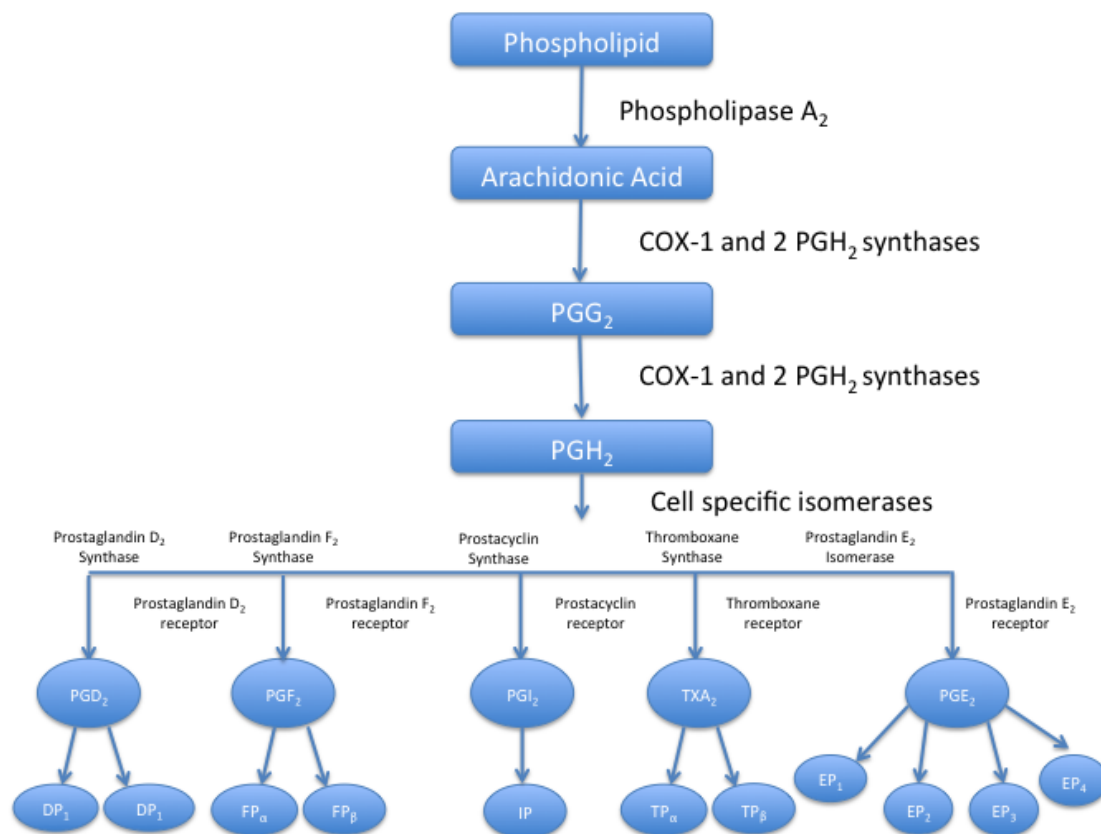 Phospholipid
Phospholipase A₂
Arachidonic Acid
COX-1 and 2 PGH₂ synthases
PGG₂
COX-1 and 2 PGH₂ synthases
PGH₂
Cell specific isomerases
Prostaglandin D₂
Synthase
Prostaglandin F₂
Synthase
Prostacyclin
Synthase
Thromboxane
Synthase
Prostaglandin E₂
Isomerase
Prostaglandin D₂
receptor
Prostaglandin F₂
receptor
Prostacyclin
receptor
Thromboxane
receptor
Prostaglandin E₂
receptor
PGD₂
PGF₂
PGI₂
TXA₂
PGE₂
DP₁
DP₁
FPα
FPβ
IP
TPα
TPβ
EP₁
EP₂
EP₃
EP₄